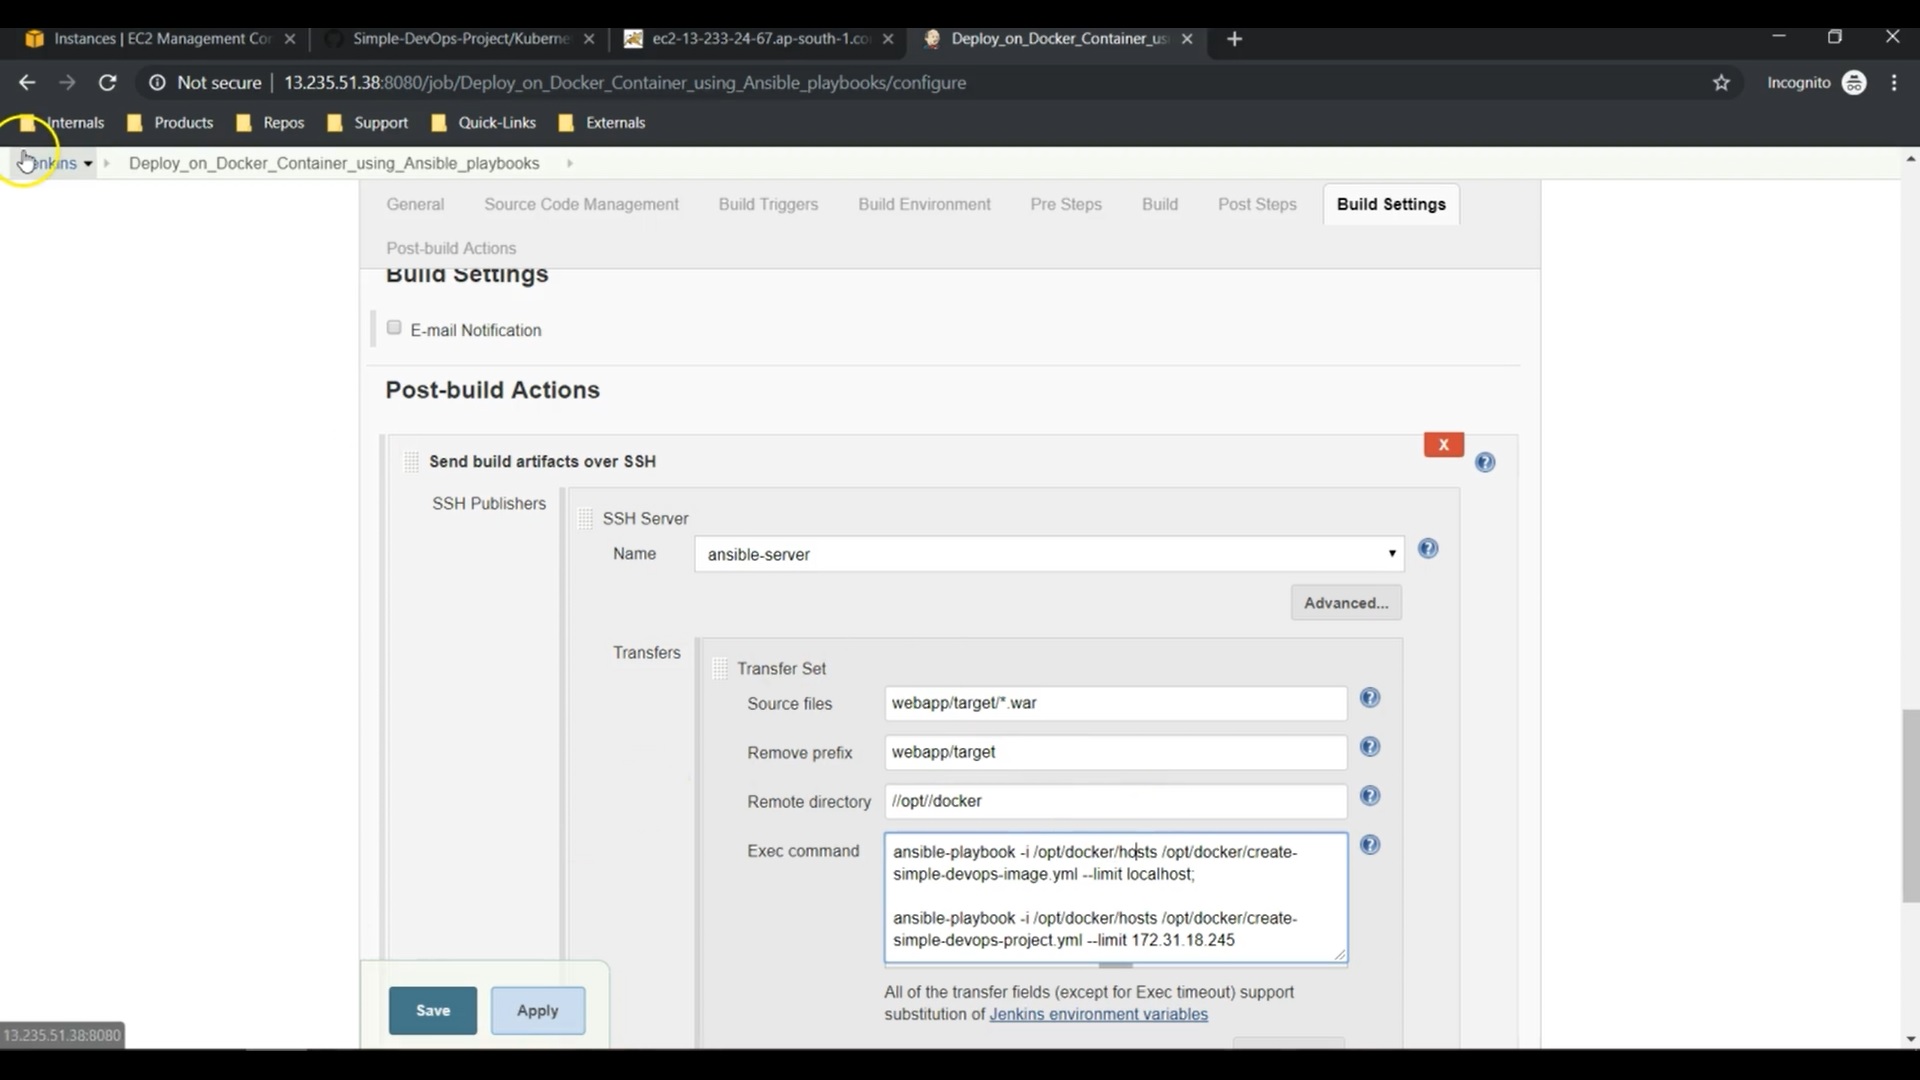 Instances | EC2 Management Con
Simple-DevOps-Project/Kuberne
ec2-13-233-24-67.ap-south-1.co
Deploy_on_Docker_Container_us
Not secure
13.235.51.38:8080/job/Deploy_on_Docker_Container_using_Ansible_playbooks/configure
Incognito
Internals
Products
Repos
Support
Quick-Links
Externals
Jenkins
Deploy_on_Docker_Container_using_Ansible_playbooks
General
Source Code Management
Build Triggers
Build Environment
Pre Steps
Build
Post Steps
Build Settings
Post-build Actions
Build Settings
E-mail Notification
Post-build Actions
X
Send build artifacts over SSH
SSH Publishers
SSH Server
Name
ansible-server
Advanced...
Transfers
Transfer Set
Source files
webapp/target/*.war
Remove prefix
webapp/target
Remote directory
//opt//docker
Exec command
ansible-playbook -i /opt/docker/hosts /opt/docker/create-
simple-devops-image.yml --limit localhost;
ansible-playbook -i /opt/docker/hosts /opt/docker/create-
simple-devops-project.yml --limit 172.31.18.245
All of the transfer fields (except for Exec timeout) support
substitution of Jenkins environment variables
Save
Apply
13.235.51.38:8080